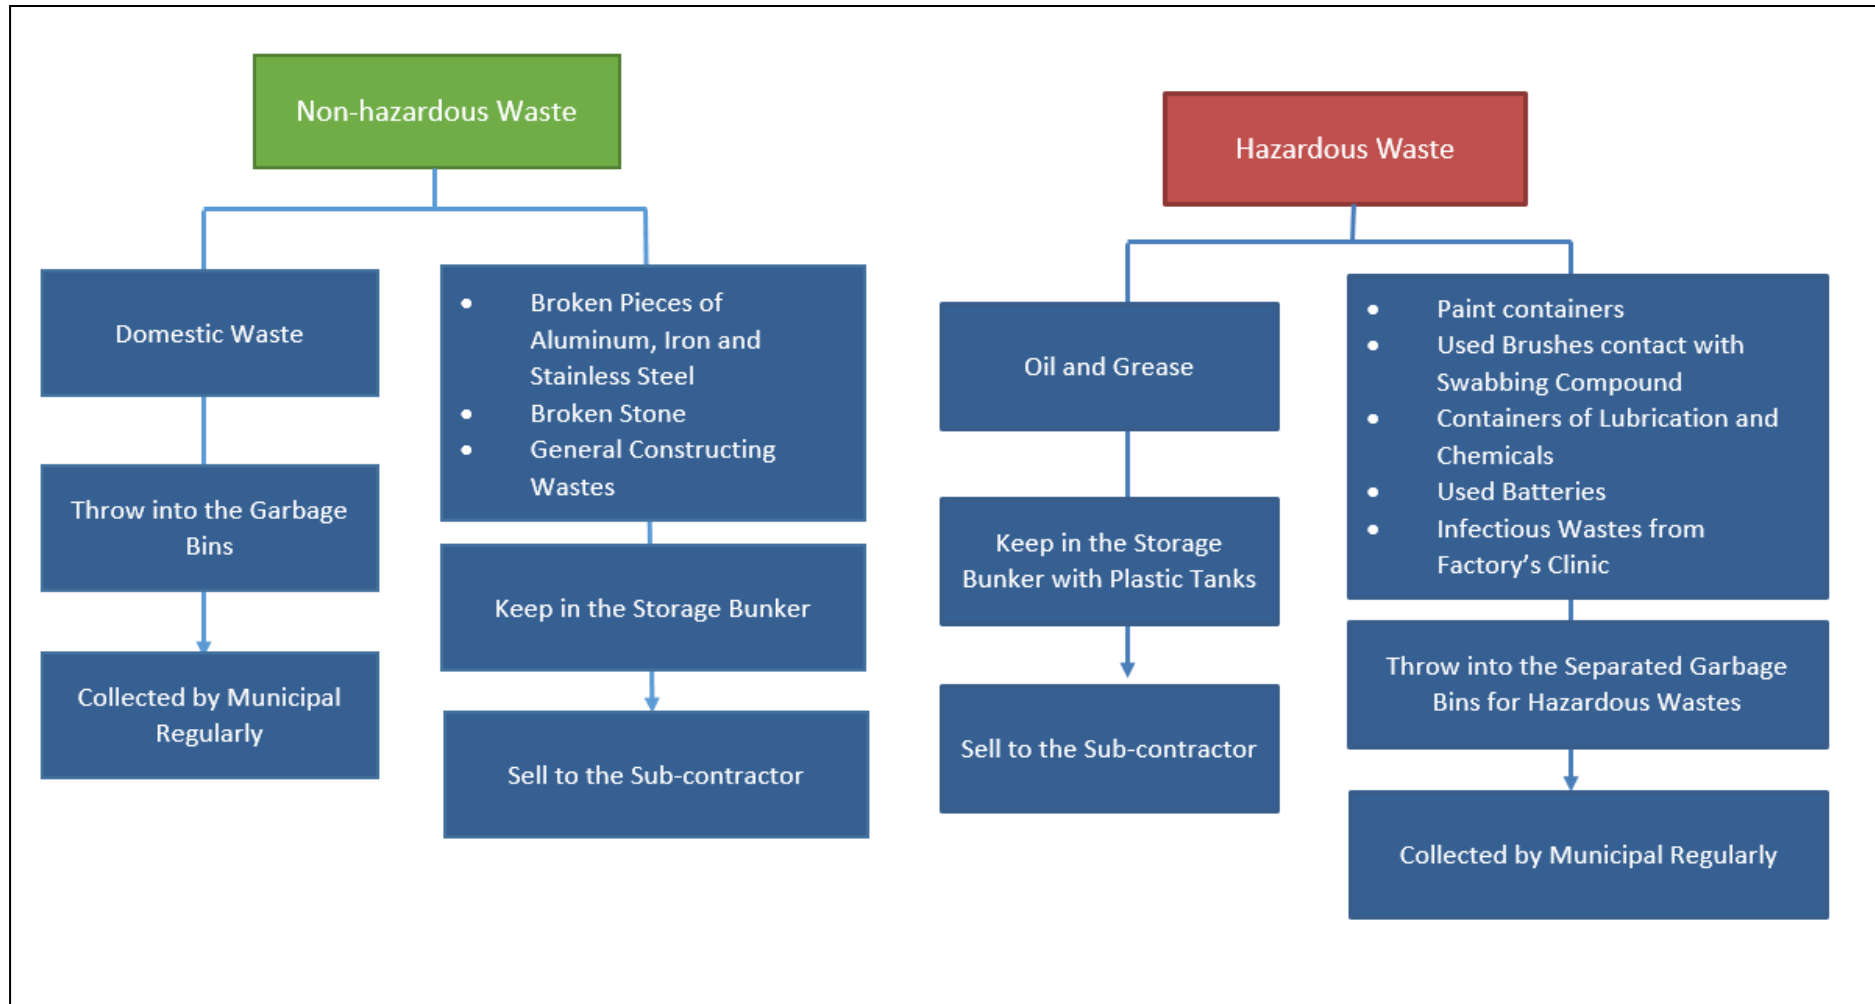 Non-hazardous Waste
Domestic Waste
Throw into the Garbage
Bins
Collected by Municipal
Regularly
• Broken Pieces of
Aluminum, Iron and
Stainless Steel
• Broken Stone
• General Constructing
Wastes
Keep in the Storage Bunker
Sell to the Sub-contractor
Hazardous Waste
Oil and Grease
Keep in the Storage
Bunker with Plastic Tanks
Sell to the Sub-contractor
• Paint containers
• Used Brushes contact with
Swabbing Compound
• Containers of Lubrication and
Chemicals
• Used Batteries
• Infectious Wastes from
Factory’s Clinic
Throw into the Separated Garbage
Bins for Hazardous Wastes
Collected by Municipal Regularly